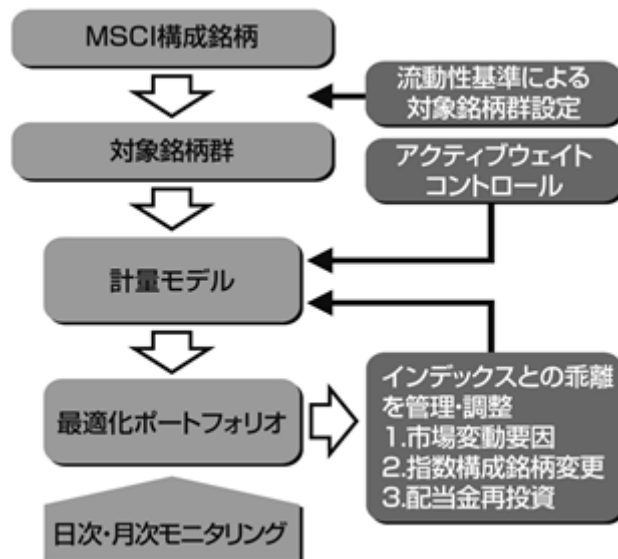 MSCI構成銘柄
流動性基準による
対象銘柄群設定
対象銘柄群
アクティブウェイト
コントロール
計量モデル
最適化ポートフォリオ
インデックスとの乖離
を管理・調整
1.市場変動要因
2.指数構成銘柄変更
3.配当金再投資
日次・月次モニタリング